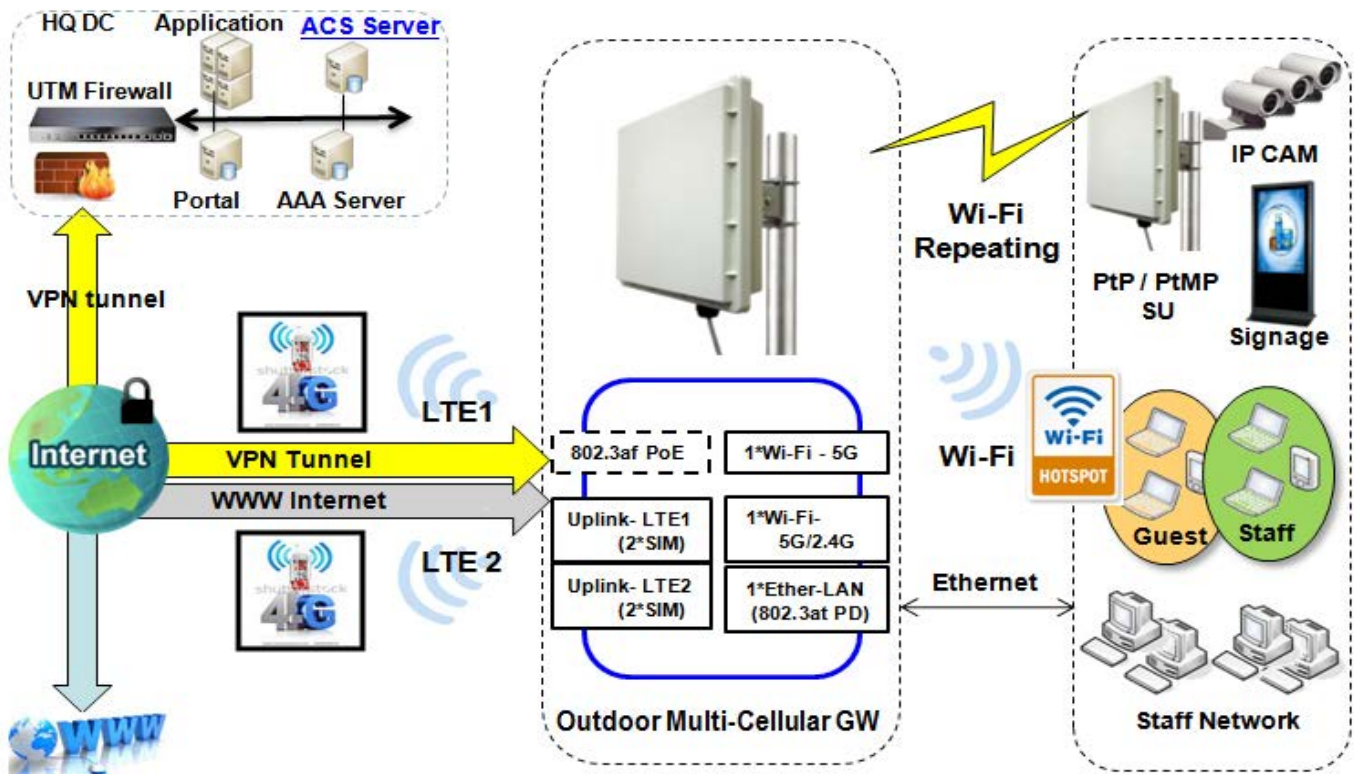 HQ DC
Application
ACS Server
UTM Firewall
Portal
AAA Server
VPN tunnel
Internet
4G
LTE1
VPN Tunnel
WWW Internet
4G
LTE 2
WWW
802.3af PoE
1*Wi-Fi - 5G
Uplink- LTE1
(2*SIM)
1*Wi-Fi-
5G/2.4G
Uplink- LTE2
(2*SIM)
1*Ether-LAN
(802.3at PD)
Outdoor Multi-Cellular GW
Wi-Fi
Repeating
Wi-Fi
Ethernet
IP CAM
PtP / PtMP
SU
Signage
Wi-Fi
HOTSPOT
Guest
Staff
Staff Network